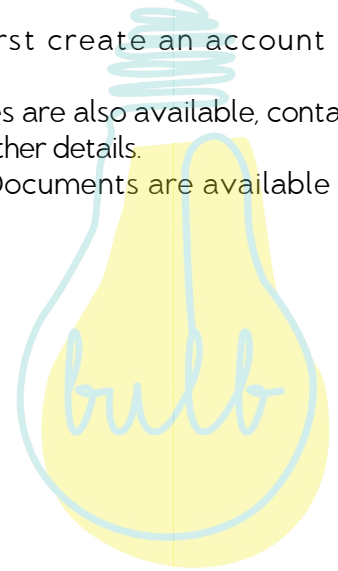 rst create an account
es are also available, conta
ther details.
Documents are available
bulb